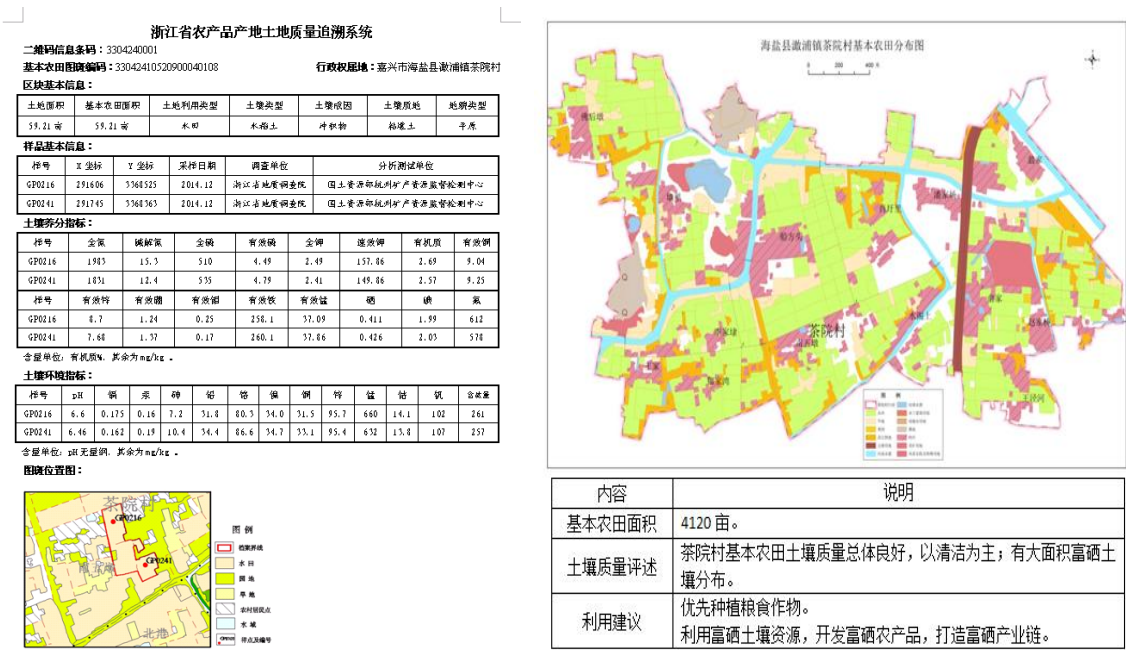 浙江省农产品产地土地质量追溯系统
二维码信息条码：3304240001
基本农田图斑编码：33042410520900040108 行政权属地：嘉兴市海盐县澉浦镇茶院村
区块基本信息：
土地面积 基本农田面积 土地利用类型 土壤类型 土壤成因 土壤质地 地貌类型
59.21亩 59.21亩 水田 水稻土 冲积物 粘壤土 平原
样品基本信息：
样号 X坐标 Y坐标 采样日期 调查单位 分析测试单位
GP0216 291606 3368525 2014.12 浙江省地质调查院 国土资源部杭州矿产资源监督检测中心
GP0241 291745 3368363 2014.12 浙江省地质调查院 国土资源部杭州矿产资源监督检测中心
土壤养分指标：
样号 全氮 碱解氮 全磷 有效磷 全钾 速效钾 有机质 有效铜
GP0216 1983 15.3 510 4.49 2.49 157.86 2.69 9.04
GP0241 1831 12.4 535 4.79 2.41 149.86 2.57 9.25
样号 有效锌 有效硼 有效钼 有效铁 有效锰 硒 碘 氟
GP0216 8.7 1.24 0.25 258.1 37.09 0.411 1.99 612
GP0241 7.68 1.37 0.17 260.1 37.86 0.426 2.03 578
含量单位：有机质%，其余为mg/kg。
土壤环境指标：
样号 pH 镉 汞 砷 铅 铬 镍 铜 锌 锰 钴 钒 含盐量
GP0216 6.6 0.175 0.16 7.2 31.8 80.3 34.0 31.5 95.7 660 14.1 102 261
GP0241 6.46 0.162 0.19 10.4 34.4 86.6 34.7 33.1 95.4 632 13.8 107 257
含量单位：pH无量纲，其余为mg/kg。
图斑位置图：
茶院村
GP0216
GP0241
北港
图例
档案界线
水田
园地
旱地
农村居民点
水域
样点及编号
海盐县澉浦镇茶院村基本农田分布图
0 200 400
茶院村
图例
内容 说明
基本农田面积 4120亩。
土壤质量评述 茶院村基本农田土壤质量总体良好，以清洁为主；有大面积富硒土
壤分布。
利用建议 优先种植粮食作物。
利用富硒土壤资源，开发富硒农产品，打造富硒产业链。